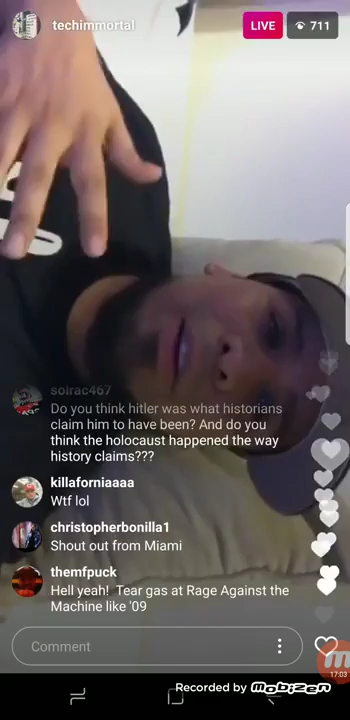 techimmortal
LIVE
711
solrac467
Do you think hitler was what historians
claim him to have been? And do you
think the holocaust happened the way
history claims???
killaforniaaaa
Wtf lol
christopherbonilla1
Shout out from Miami
themfpuck
Hell yeah! Tear gas at Rage Against the
Machine like '09
Comment
17:03
Recorded by Mobizen